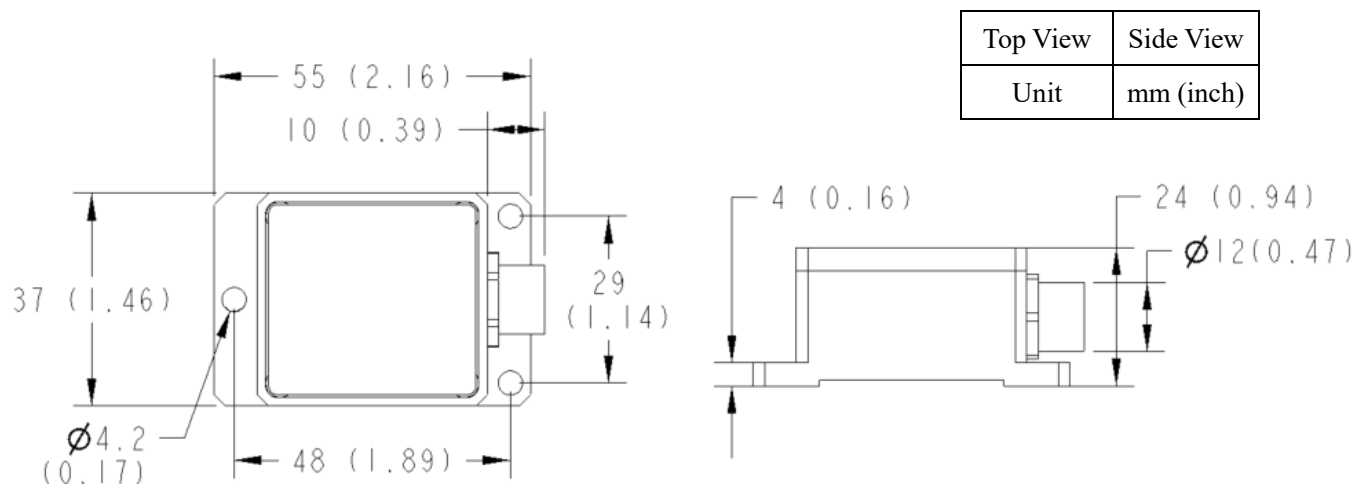 Top View Side View
Unit mm (inch)
55 (2.16)
10 (0.39)
4 (0.16)
24 (0.94)
Ø12(0.47)
37 (1.46)
29
(1.14)
Ø4.2
(0.17)
48 (1.89)